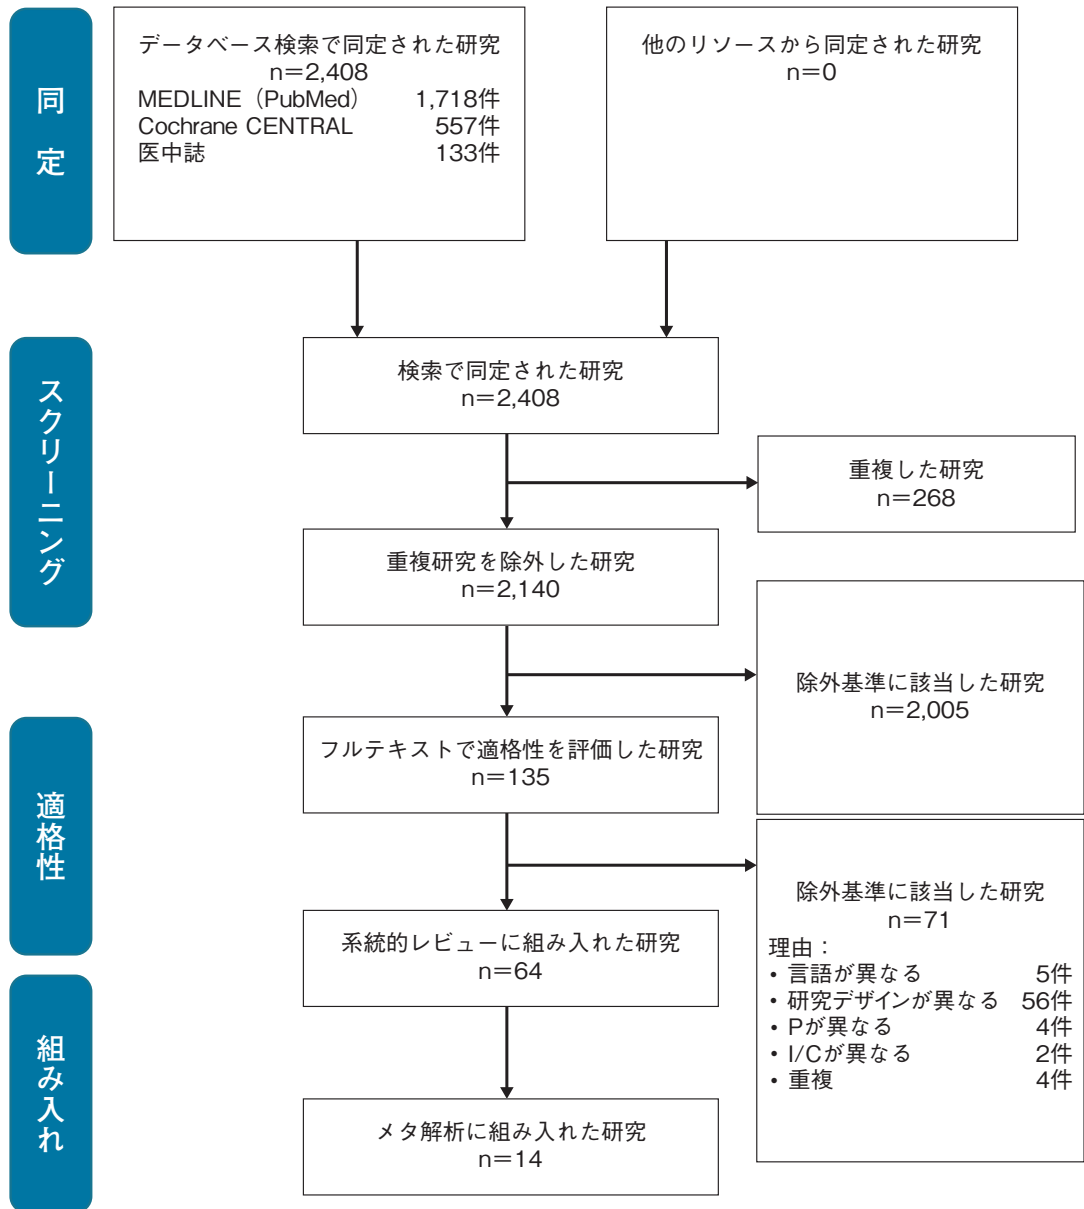 同定
データベース検索で同定された研究
n＝2,408
MEDLINE（PubMed） 1,718件
Cochrane CENTRAL 557件
医中誌 133件
他のリソースから同定された研究
n＝0
スクリーニング
検索で同定された研究
n＝2,408
重複した研究
n＝268
重複研究を除外した研究
n＝2,140
除外基準に該当した研究
n＝2,005
適格性
フルテキストで適格性を評価した研究
n＝135
除外基準に該当した研究
n＝71
理由：
• 言語が異なる 5件
• 研究デザインが異なる 56件
• Pが異なる 4件
• I/Cが異なる 2件
• 重複 4件
系統的レビューに組み入れた研究
n＝64
組み入れ
メタ解析に組み入れた研究
n＝14